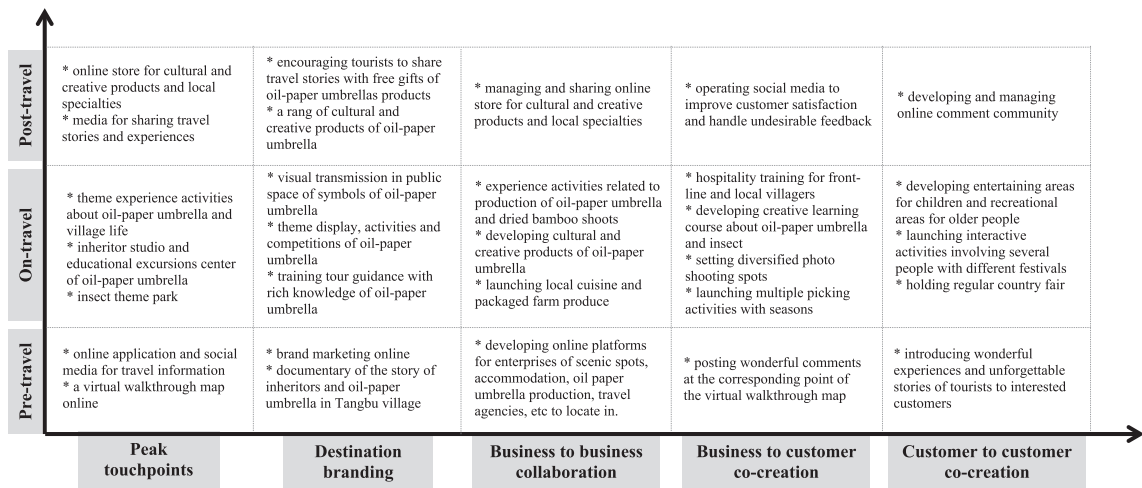 Post-travel
* online store for cultural and
creative products and local
specialties
* media for sharing travel
stories and experiences
* encouraging tourists to share
travel stories with free gifts of
oil-paper umbrellas products
* a rang of cultural and
creative products of oil-paper
umbrella
* managing and sharing online
store for cultural and creative
products and local specialties
* operating social media to
improve customer satisfaction
and handle undesirable feedback
* developing and managing
online comment community
On-travel
* theme experience activities
about oil-paper umbrella and
village life
* inheritor studio and
educational excursions center
of oil-paper umbrella
* insect theme park
* visual transmission in public
space of symbols of oil-paper
umbrella
* theme display, activities and
competitions of oil-paper
umbrella
* training tour guidance with
rich knowledge of oil-paper
umbrella
* experience activities related to
production of oil-paper umbrella
and dried bamboo shoots
* developing cultural and
creative products of oil-paper
umbrella
* launching local cuisine and
packaged farm produce
* hospitality training for front-
line and local villagers
* developing creative learning
course about oil-paper umbrella
and insect
* setting diversified photo
shooting spots
* launching multiple picking
activities with seasons
* developing entertaining areas
for children and recreational
areas for older people
* launching interactive
activities involving several
people with different festivals
* holding regular country fair
Pre-travel
* online application and social
media for travel information
* a virtual walkthrough map
online
* brand marketing online
* documentary of the story of
inheritors and oil-paper
umbrella in Tangbu village
* developing online platforms
for enterprises of scenic spots,
accommodation, oil paper
umbrella production, travel
agencies, etc to locate in.
* posting wonderful comments
at the corresponding point of
the virtual walkthrough map
* introducing wonderful
experiences and unforgettable
stories of tourists to interested
customers
Peak
touchpoints
Destination
branding
Business to business
collaboration
Business to customer
co-creation
Customer to customer
co-creation